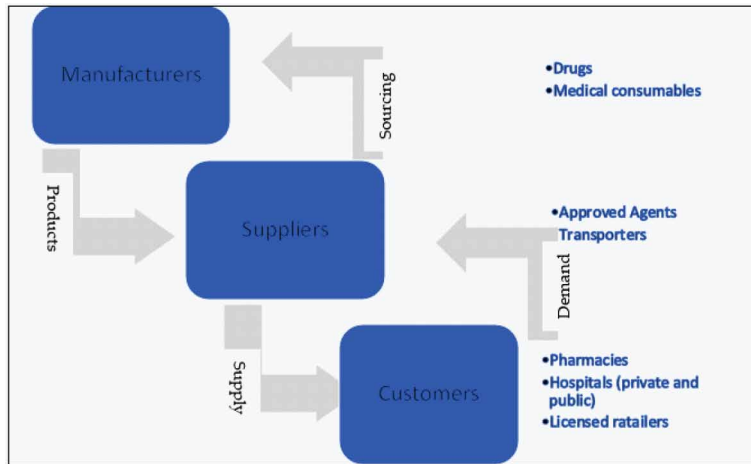 Manufacturers
Sourcing
•Drugs
•Medical consumables
Products
Suppliers
•Approved Agents
Transporters
Demand
Supply
Customers
•Pharmacies
•Hospitals (private and
public)
•Licensed ratailers